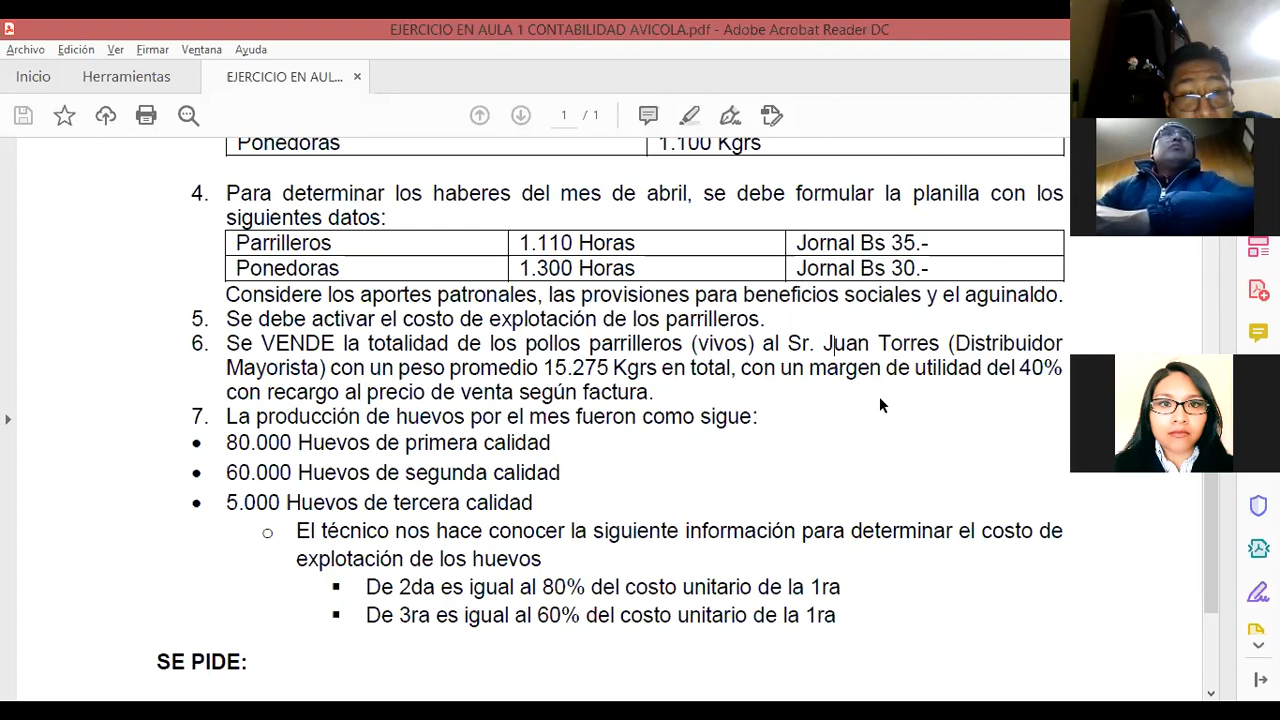 EJERCICIO EN AULA 1 CONTABILIDAD AVICOLA.pdf - Adobe Acrobat Reader DC
Archivo Edición Ver Firmar Ventana Ayuda
Inicio Herramientas EJERCICIO EN AUL... ×
1 / 1
Ponedoras 1.100 Kgrs
4. Para determinar los haberes del mes de abril, se debe formular la planilla con los
siguientes datos:
Parrilleros 1.110 Horas Jornal Bs 35.-
Ponedoras 1.300 Horas Jornal Bs 30.-
Considere los aportes patronales, las provisiones para beneficios sociales y el aguinaldo.
5. Se debe activar el costo de explotación de los parrilleros.
6. Se VENDE la totalidad de los pollos parrilleros (vivos) al Sr. Juan Torres (Distribuidor
Mayorista) con un peso promedio 15.275 Kgrs en total, con un margen de utilidad del 40%
con recargo al precio de venta según factura.
7. La producción de huevos por el mes fueron como sigue:
• 80.000 Huevos de primera calidad
• 60.000 Huevos de segunda calidad
• 5.000 Huevos de tercera calidad
○ El técnico nos hace conocer la siguiente información para determinar el costo de
explotación de los huevos
▪ De 2da es igual al 80% del costo unitario de la 1ra
▪ De 3ra es igual al 60% del costo unitario de la 1ra
SE PIDE: